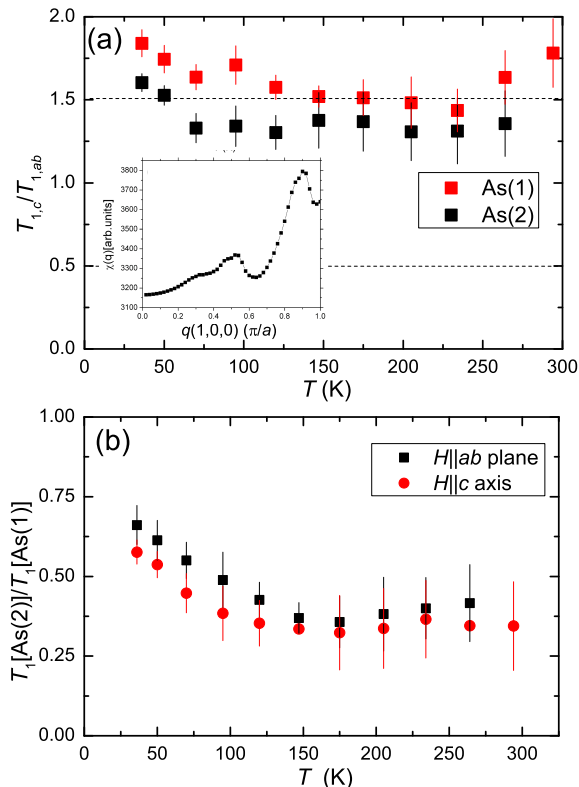 (a)
2.0
1.5
1.0
0.5
0.0
T1,c/T1,ab
As(1)
As(2)
χ(q)[arb.units]
3800
3700
3600
3500
3400
3300
3200
3100
0.0 0.2 0.4 0.6 0.8 1.0
q(1,0,0) (π/a)
0 50 100 150 200 250 300
T (K)
(b)
1.00
0.75
0.50
0.25
0.00
T1[As(2)]/T1[As(1)]
H||ab plane
H||c axis
0 50 100 150 200 250 300
T (K)